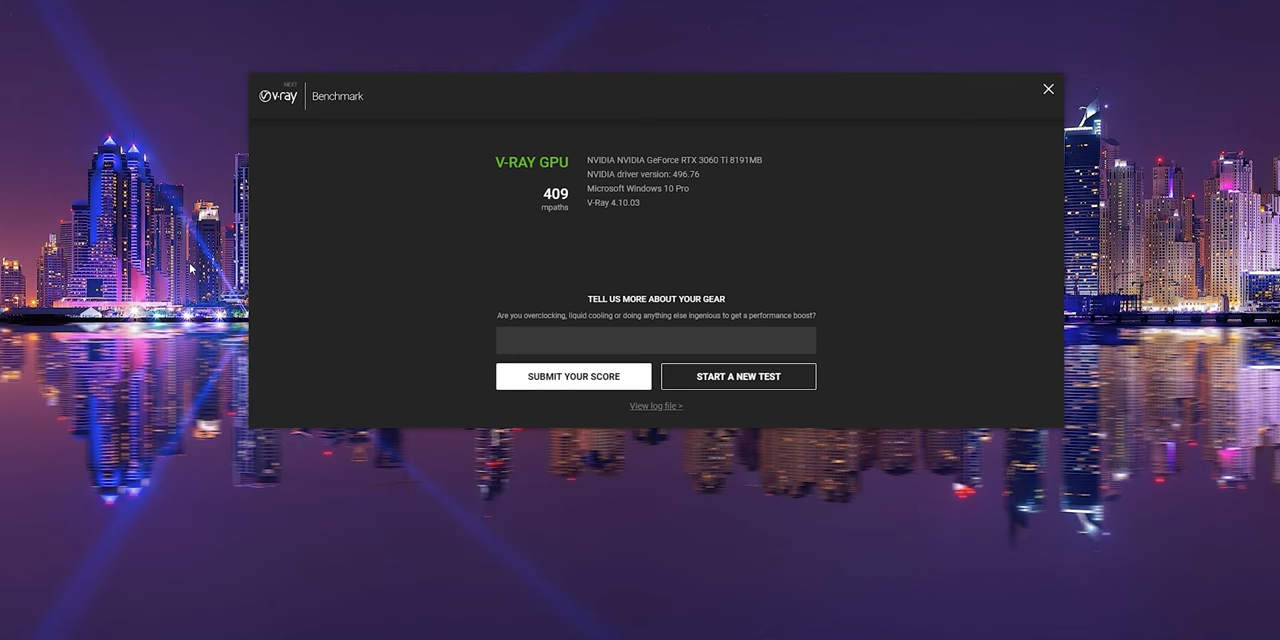 NEXT
v-ray
Benchmark
V-RAY GPU
409
mpaths
NVIDIA NVIDIA GeForce RTX 3060 Ti 8191MB
NVIDIA driver version: 496.76
Microsoft Windows 10 Pro
V-Ray 4.10.03
TELL US MORE ABOUT YOUR GEAR
Are you overclocking, liquid cooling or doing anything else ingenious to get a performance boost?
SUBMIT YOUR SCORE
START A NEW TEST
View log file >